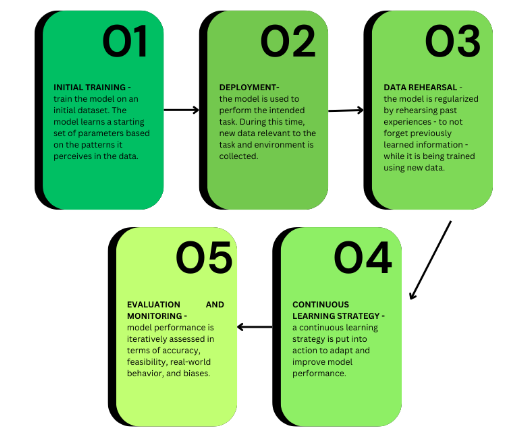 01
INITIAL TRAINING -
train the model on an
initial dataset. The
model learns a starting
set of parameters based
on the patterns it
perceives in the data.
02
DEPLOYMENT-
the model is used to
perform the intended
task. During this time,
new data relevant to the
task and environment is
collected.
03
DATA REHEARSAL -
the model is regularized
by rehearsing past
experiences - to not
forget previously
learned information -
while it is being trained
using new data.
04
CONTINUOUS
LEARNING STRATEGY -
a continuous learning
strategy is put into
action to adapt and
improve model
performance.
05
EVALUATION AND
MONITORING -
model performance is
iteratively assessed in
terms of accuracy,
feasibility, real-world
behavior, and biases.